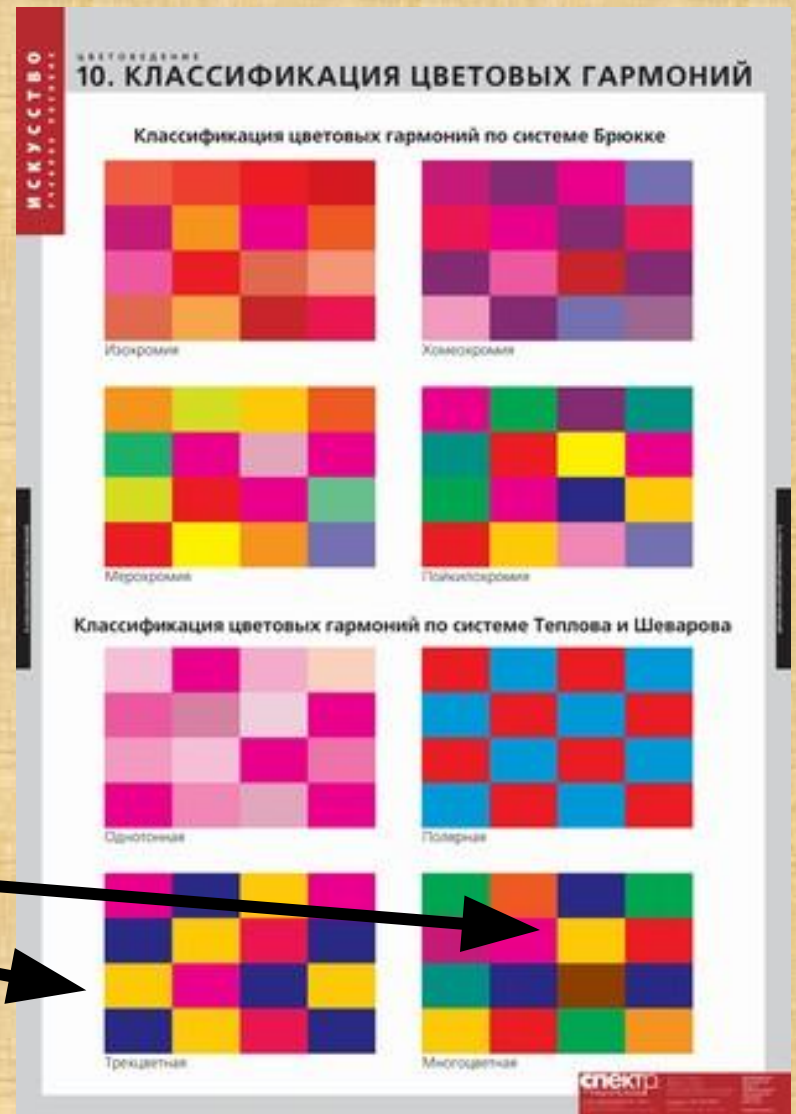 ИСКУССТВО
ЦВЕТОВЕДЕНИЕ
10. КЛАССИФИКАЦИЯ ЦВЕТОВЫХ ГАРМОНИЙ
Классификация цветовых гармоний по системе Брюкке
Изохромия
Хомеохромия
Мерохромия
Пойкилохромия
Классификация цветовых гармоний по системе Теплова и Шеварова
Однотонная
Полярная
Трехцветная
Многоцветная
спектр